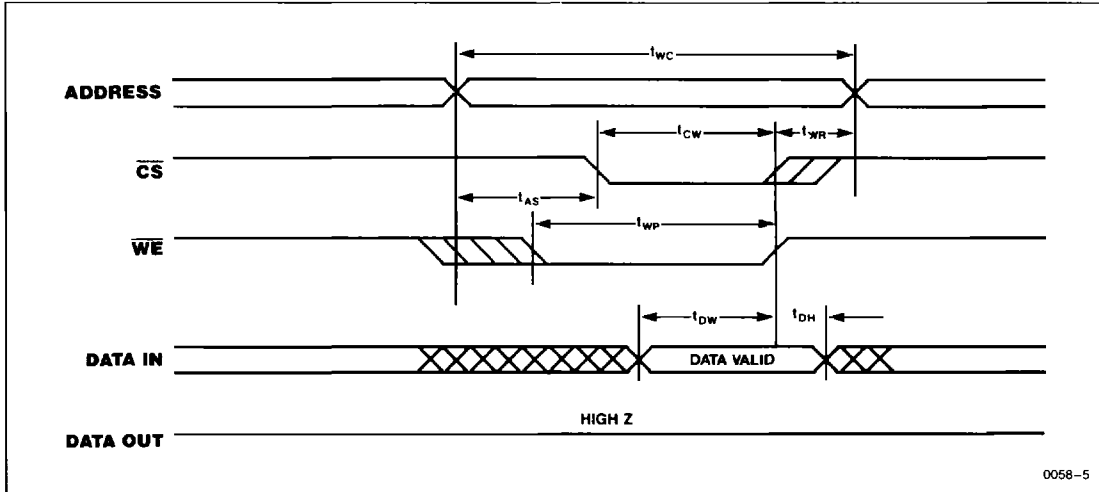 tWC
ADDRESS
tCW
tWR
CS
tAS
tWP
WE
tDW
tDH
DATA IN
DATA VALID
HIGH Z
DATA OUT
0058-5